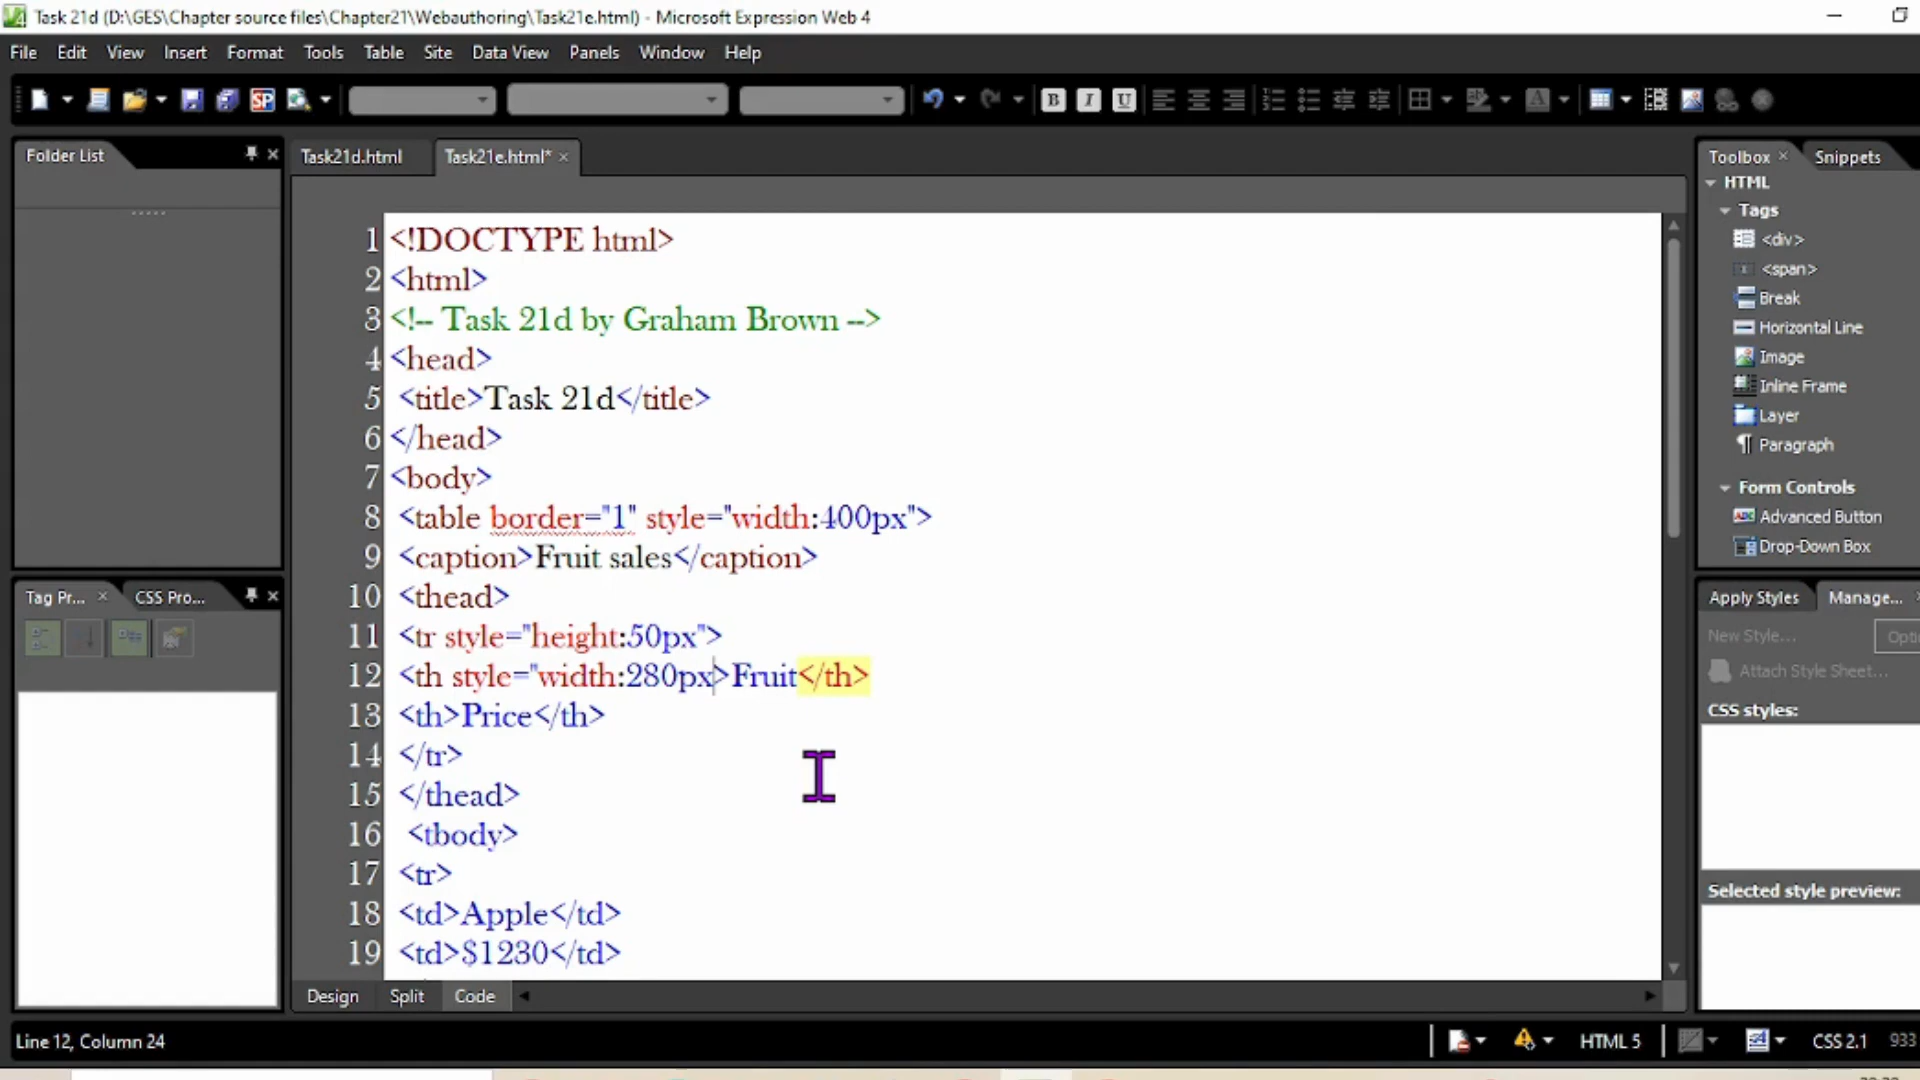 Task 21d (D:\GES\Chapter source files\Chapter21\Webauthoring\Task21e.html) - Microsoft Expression Web 4
File Edit View Insert Format Tools Table Site Data View Panels Window Help
SP B I U A
Folder List
Task21d.html Task21e.html*
Toolbox Snippets
HTML
Tags
<div>
<span>
Break
Horizontal Line
Image
Inline Frame
Layer
Paragraph
Form Controls
Advanced Button
Drop-Down Box
1 <!DOCTYPE html>
2 <html>
3 <!-- Task 21d by Graham Brown -->
4 <head>
5 <title>Task 21d</title>
6 </head>
7 <body>
8 <table border="1" style="width:400px">
9 <caption>Fruit sales</caption>
10 <thead>
11 <tr style="height:50px">
12 <th style="width:280px>Fruit</th>
13 <th>Price</th>
14 </tr>
15 </thead>
16 <tbody>
17 <tr>
18 <td>Apple</td>
19 <td>$1230</td>
Tag Pr... CSS Pro...
Apply Styles Manage...
New Style... Optio
Attach Style Sheet...
CSS styles:
Selected style preview:
Design Split Code
Line 12, Column 24 HTML 5 CSS 2.1 933